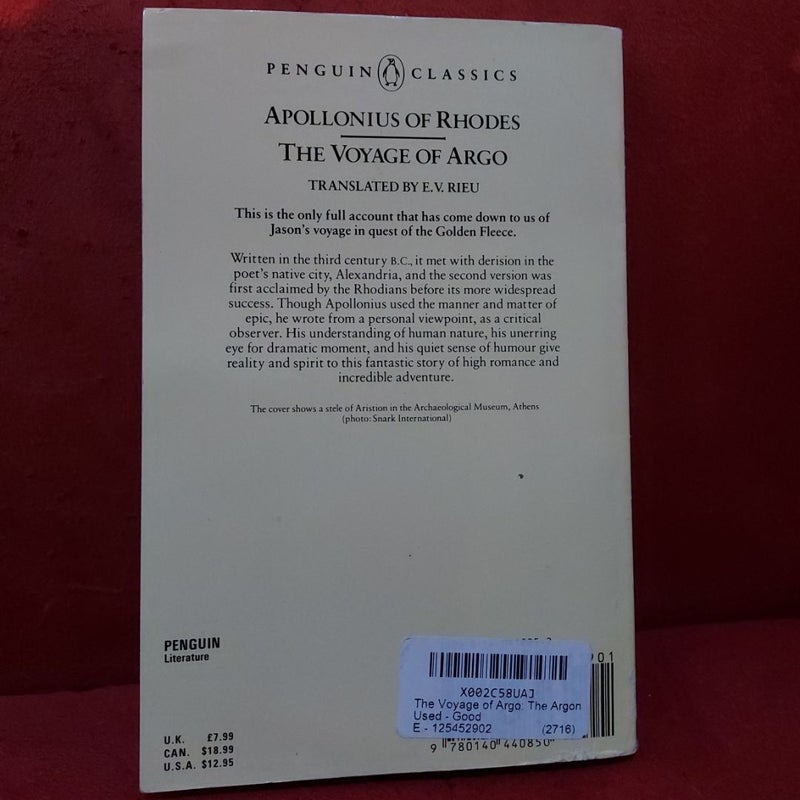 PENGUIN CLASSICS
APOLLONIUS OF RHODES
THE VOYAGE OF ARGO
TRANSLATED BY E.V. RIEU
This is the only full account that has come down to us of
Jason's voyage in quest of the Golden Fleece.
Written in the third century B.C., it met with derision in the
poet's native city, Alexandria, and the second version was
first acclaimed by the Rhodians before its more widespread
success. Though Apollonius used the manner and matter of
epic, he wrote from a personal viewpoint, as a critical
observer. His understanding of human nature, his unerring
eye for dramatic moment, and his quiet sense of humour give
reality and spirit to this fantastic story of high romance and
incredible adventure.
The cover shows a stele of Aristion in the Archaeological Museum, Athens
(photo: Snark International)
PENGUIN
Literature
U.K. £7.99
CAN. $18.99
U.S.A. $12.95
X002C58UAJ
The Voyage of Argo: The Argon
Used - Good
E - 125452902 (2716)
9 780140 440850